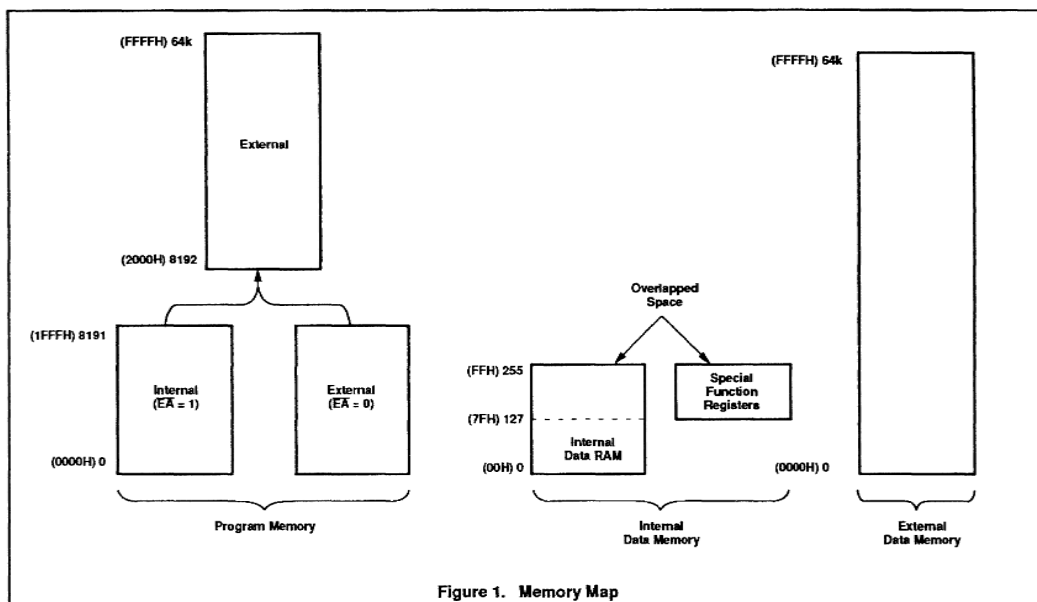 (FFFFH) 64k
External
(2000H) 8192
(1FFFH) 8191
Internal
(EA = 1)
External
(EA = 0)
(0000H) 0
Program Memory
Overlapped
Space
(FFH) 255
(7FH) 127
Internal
Data RAM
(00H) 0
Special
Function
Registers
Internal
Data Memory
(FFFFH) 64k
(0000H) 0
External
Data Memory
Figure 1. Memory Map